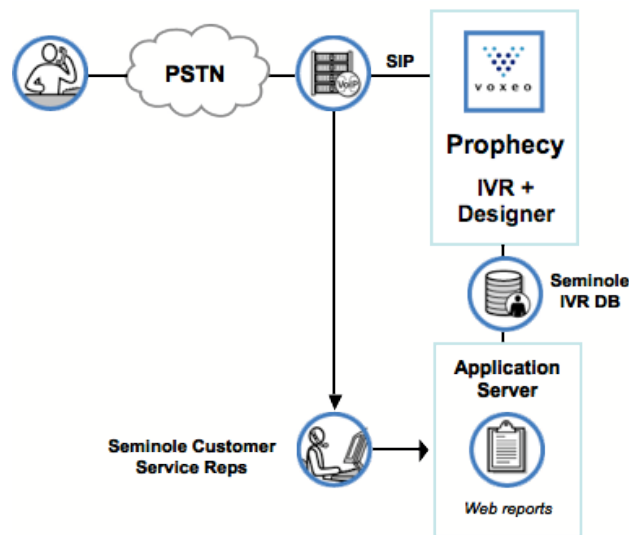 PSTN
VoIP
SIP
voxeo
Prophecy
IVR +
Designer
Seminole
IVR DB
Application
Server
Seminole Customer
Service Reps
Web reports